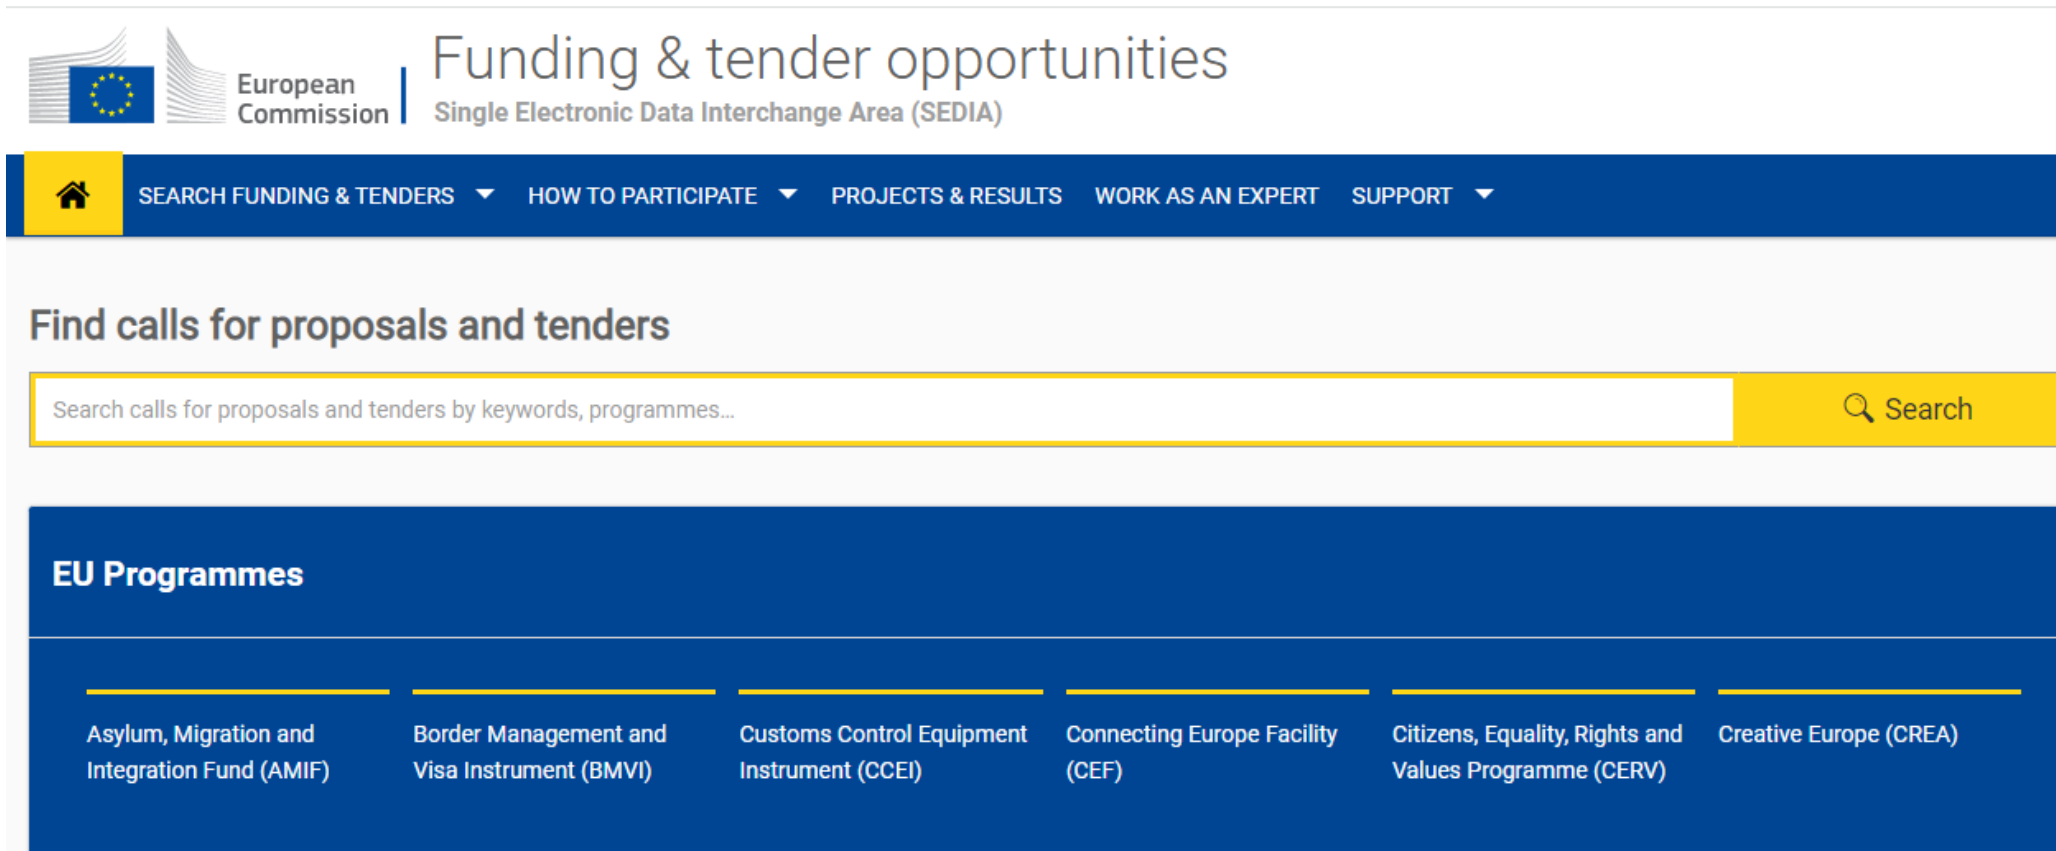 European
Commission
Funding & tender opportunities
Single Electronic Data Interchange Area (SEDIA)
SEARCH FUNDING & TENDERS HOW TO PARTICIPATE PROJECTS & RESULTS WORK AS AN EXPERT SUPPORT
Find calls for proposals and tenders
Search calls for proposals and tenders by keywords, programmes...
Search
EU Programmes
Asylum, Migration and
Integration Fund (AMIF)
Border Management and
Visa Instrument (BMVI)
Customs Control Equipment
Instrument (CCEI)
Connecting Europe Facility
(CEF)
Citizens, Equality, Rights and
Values Programme (CERV)
Creative Europe (CREA)